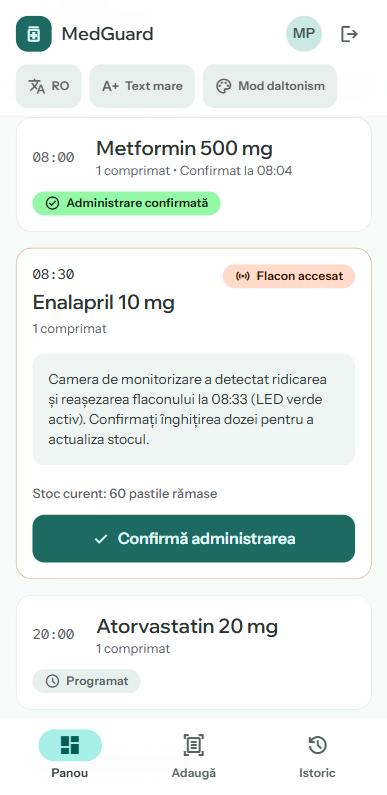 MedGuard
MP
RO
A+ Text mare
Mod daltonism
08:00
Metformin 500 mg
1 comprimat • Confirmat la 08:04
Administrare confirmată
08:30
Flacon accesat
Enalapril 10 mg
1 comprimat
Camera de monitorizare a detectat ridicarea
și reașezarea flaconului la 08:33 (LED verde
activ). Confirmați înghițirea dozei pentru a
actualiza stocul.
Stoc curent: 60 pastile rămase
Confirmă administrarea
20:00
Atorvastatin 20 mg
1 comprimat
Programat
Panou
Adaugă
Istoric